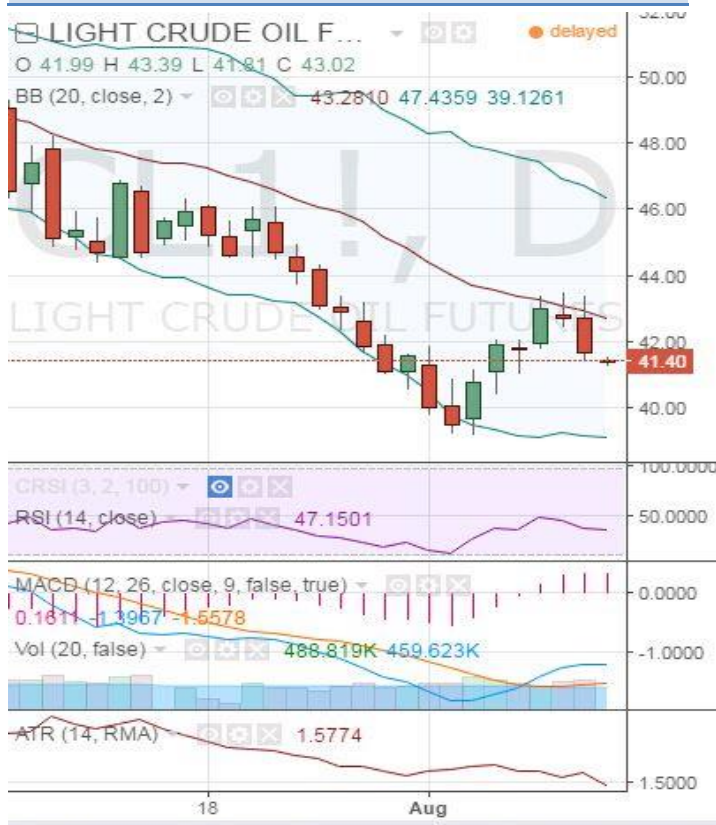 LIGHT CRUDE OIL F... delayed
O 41.99 H 43.39 L 41.81 C 43.02
BB (20, close, 2) 43.2810 47.4359 39.1261
CL1!, D
LIGHT CRUDE OIL FUTURES
52.00
50.00
48.00
46.00
44.00
42.00
41.40
40.00
CRSI (3, 2, 100)
100.0000
RSI (14, close) 47.1501
50.0000
MACD (12, 26, close, 9, false, true)
0.0000
0.1611 -1.3967 -1.5578
Vol (20, false) 488.819K 459.623K
-1.0000
ATR (14, RMA) 1.5774
1.5000
18 Aug